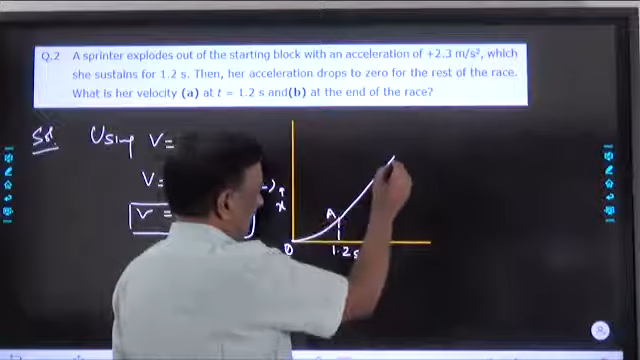 Q.2 A sprinter explodes out of the starting block with an acceleration of +2.3 m/s², which
she sustains for 1.2 s. Then, her acceleration drops to zero for the rest of the race.
What is her velocity (a) at t = 1.2 s and(b) at the end of the race?
Sol. Using V=
V=
v =
x
A
0
1.2 s